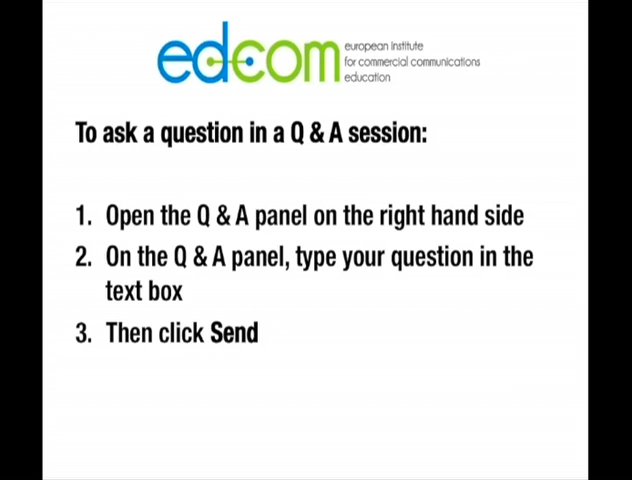 edcom
european institute
for commercial communications
education
To ask a question in a Q & A session:
1. Open the Q & A panel on the right hand side
2. On the Q & A panel, type your question in the
text box
3. Then click Send